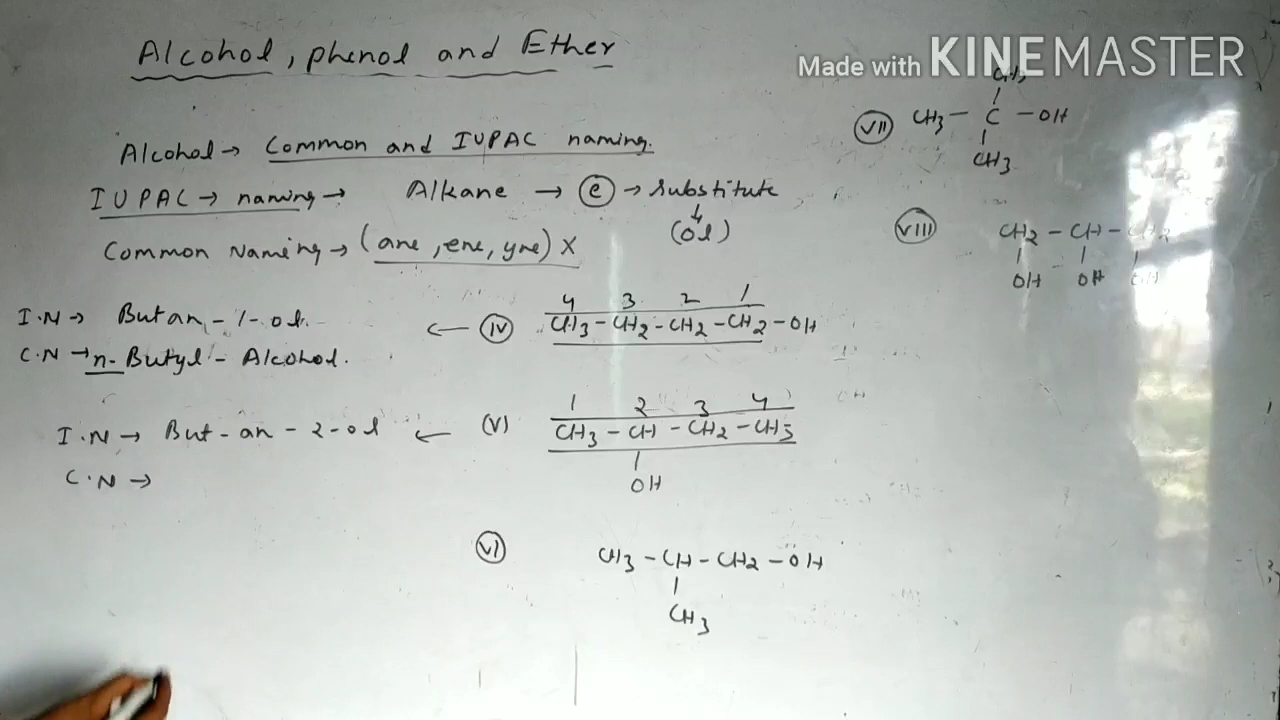 Alcohol, phenol and Ether
Made with KINEMASTER
Alcohol → Common and IUPAC naming.
IUPAC → naming → Alkane → (e) → substitute
(ol)
Common Naming → (ane, ene, yne) X
I.N → Butan-1-ol.
C.N → n-Butyl-Alcohol.
← (iv)
4 3 2 1
CH3-CH2-CH2-CH2-OH
I.N → But-an-2-ol ← (V)
C.N →
1 2 3 4
CH3-CH-CH2-CH3
OH
(vi) CH3-CH-CH2-OH
CH3
CH3
(VII) CH3-C-OH
CH3
(viii) CH2-CH-CH2
OH OH OH